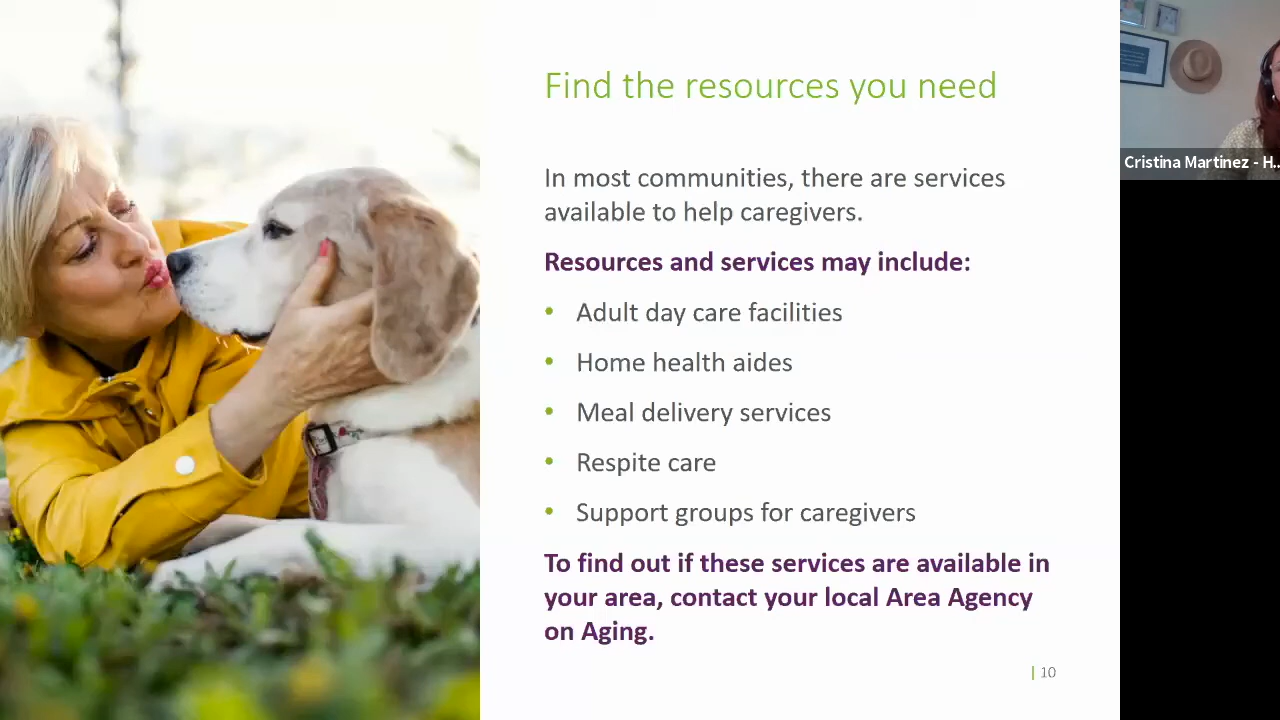 Find the resources you need
In most communities, there are services
available to help caregivers.
Resources and services may include:
• Adult day care facilities
• Home health aides
• Meal delivery services
• Respite care
• Support groups for caregivers
To find out if these services are available in
your area, contact your local Area Agency
on Aging.
| 10
Cristina Martinez - H...